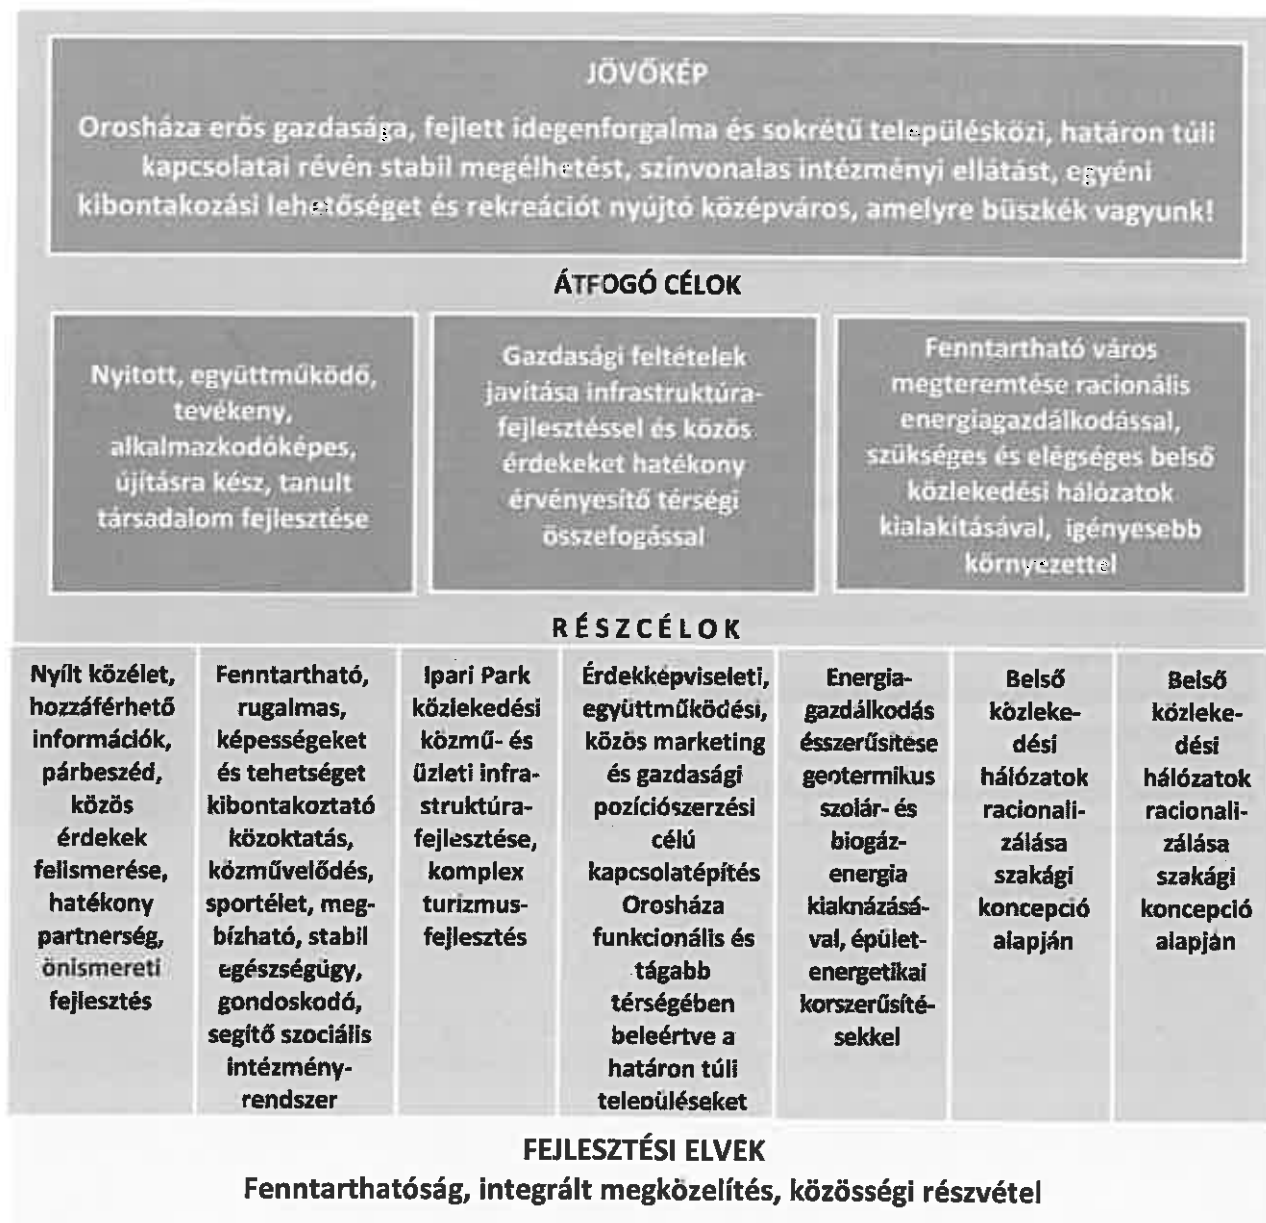 JÖVŐKÉP
Orosháza erős gazdasága, fejlett idegenforgalma és sokrétű településközi, határon túli
kapcsolatai révén stabil megélhetést, színvonalas intézményi ellátást, egyéni
kibontakozási lehetőséget és rekreációt nyújtó középváros, amelyre büszkék vagyunk!
ÁTFOGÓ CÉLOK
Nyitott, együttműködő,
tevékeny,
alkalmazkodóképes,
újításra kész, tanult
társadalom fejlesztése
Gazdasági feltételek
javítása infrastruktúra-
fejlesztéssel és közös
érdekeket hatékony
érvényesítő térségi
összefogással
Fenntartható város
megteremtése racionális
energiagazdálkodással,
szükséges és elégséges belső
közlekedési hálózatok
kialakításával, igényesebb
környezettel
RÉSZCÉLOK
Nyílt közélet,
hozzáférhető
információk,
párbeszéd,
közös
érdekek
felismerése,
hatékony
partnerség,
önismereti
fejlesztés
Fenntartható,
rugalmas,
képességeket
és tehetséget
kibontakoztató
közoktatás,
közművelődés,
sportélet, meg-
bízható, stabil
egészségügy,
gondoskodó,
segítő szociális
intézmény-
rendszer
Ipari Park
közlekedési
közmű- és
üzleti infra-
struktúra-
fejlesztése,
komplex
turizmus-
fejlesztés
Érdekképviseleti,
együttműködési,
közös marketing
és gazdasági
pozíciószerzési
célú
kapcsolatépítés
Orosháza
funkcionális és
tágabb
térségében
beleértve a
határon túli
településeket
Energia-
gazdálkodás
ésszerűsítése
geotermikus
szolár- és
biogáz-
energia
kiaknázásá-
val, épület-
energetikai
korszerűsíté-
sekkel
Belső
közleke-
dési
hálózatok
racionali-
zálása
szakági
koncepció
alapján
Belső
közleke-
dési
hálózatok
racionali-
zálása
szakági
koncepció
alapján
FEJLESZTÉSI ELVEK
Fenntarthatóság, integrált megközelítés, közösségi részvétel